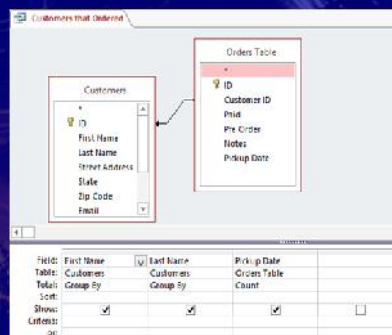 Customers that Ordered
Orders Table
*
ID
Customer ID
Paid
Pre Order
Notes
Pickup Date
Customers
*
ID
First Name
Last Name
Street Address
State
Zip Code
Email
Field: First Name Last Name Pickup Date
Table: Customers Customers Orders Table
Total: Group By Group By Count
Sort:
Show:
Criteria:
or: